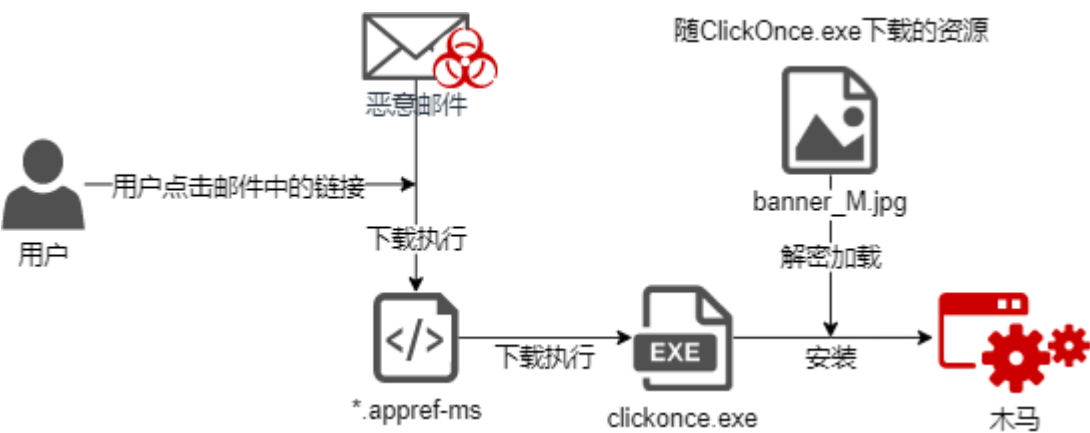 随ClickOnce.exe下载的资源
恶意邮件
用户点击邮件中的链接
banner_M.jpg
用户
下载执行
解密加载
</>
EXE
下载执行
安装
*.appref-ms
clickonce.exe
木马